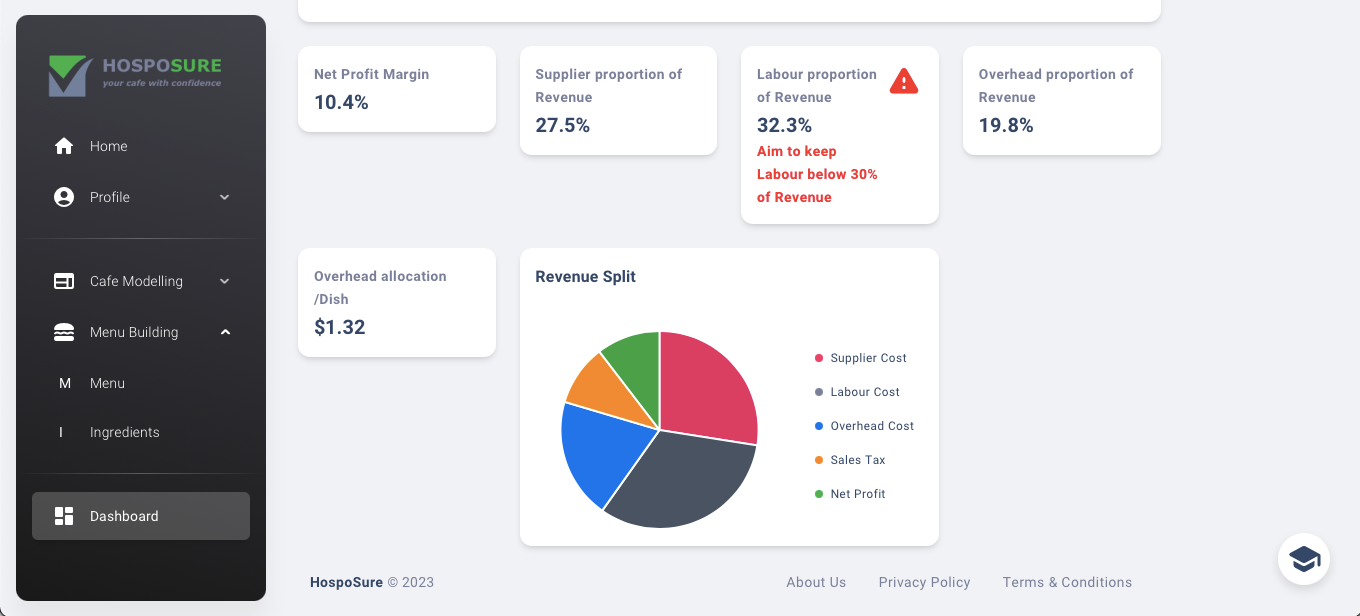 HOSPOSURE
your cafe with confidence
Home
Profile
Cafe Modelling
Menu Building
M Menu
I Ingredients
Dashboard
Net Profit Margin
10.4%
Supplier proportion of
Revenue
27.5%
Labour proportion
of Revenue
32.3%
Aim to keep
Labour below 30%
of Revenue
Overhead proportion of
Revenue
19.8%
Overhead allocation
/Dish
$1.32
Revenue Split
Supplier Cost
Labour Cost
Overhead Cost
Sales Tax
Net Profit
HospoSure © 2023
About Us Privacy Policy Terms & Conditions